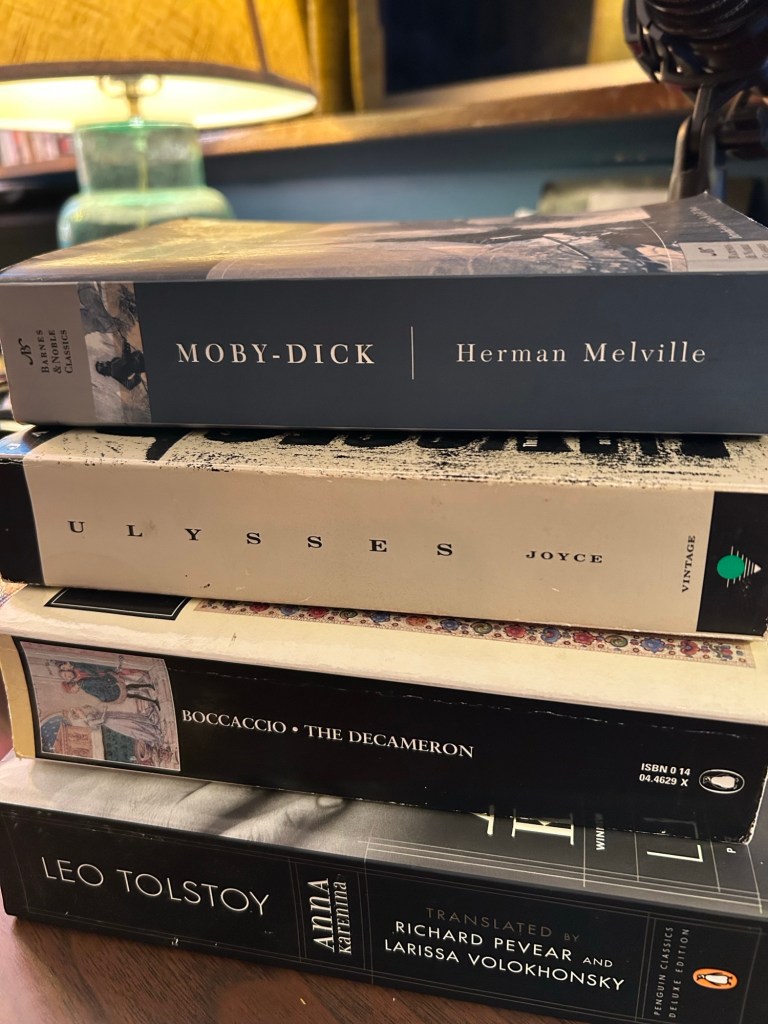 BARNES
& NOBLE
CLASSICS
MOBY-DICK
Herman Melville
ULYSSES
JOYCE
VINTAGE
BOCCACCIO • THE DECAMERON
ISBN 0 14
04.4629 X
LEO TOLSTOY
ANNA
Karenina
TRANSLATED BY
RICHARD PEVEAR AND
LARISSA VOLOKHONSKY
PENGUIN CLASSICS
DELUXE EDITION